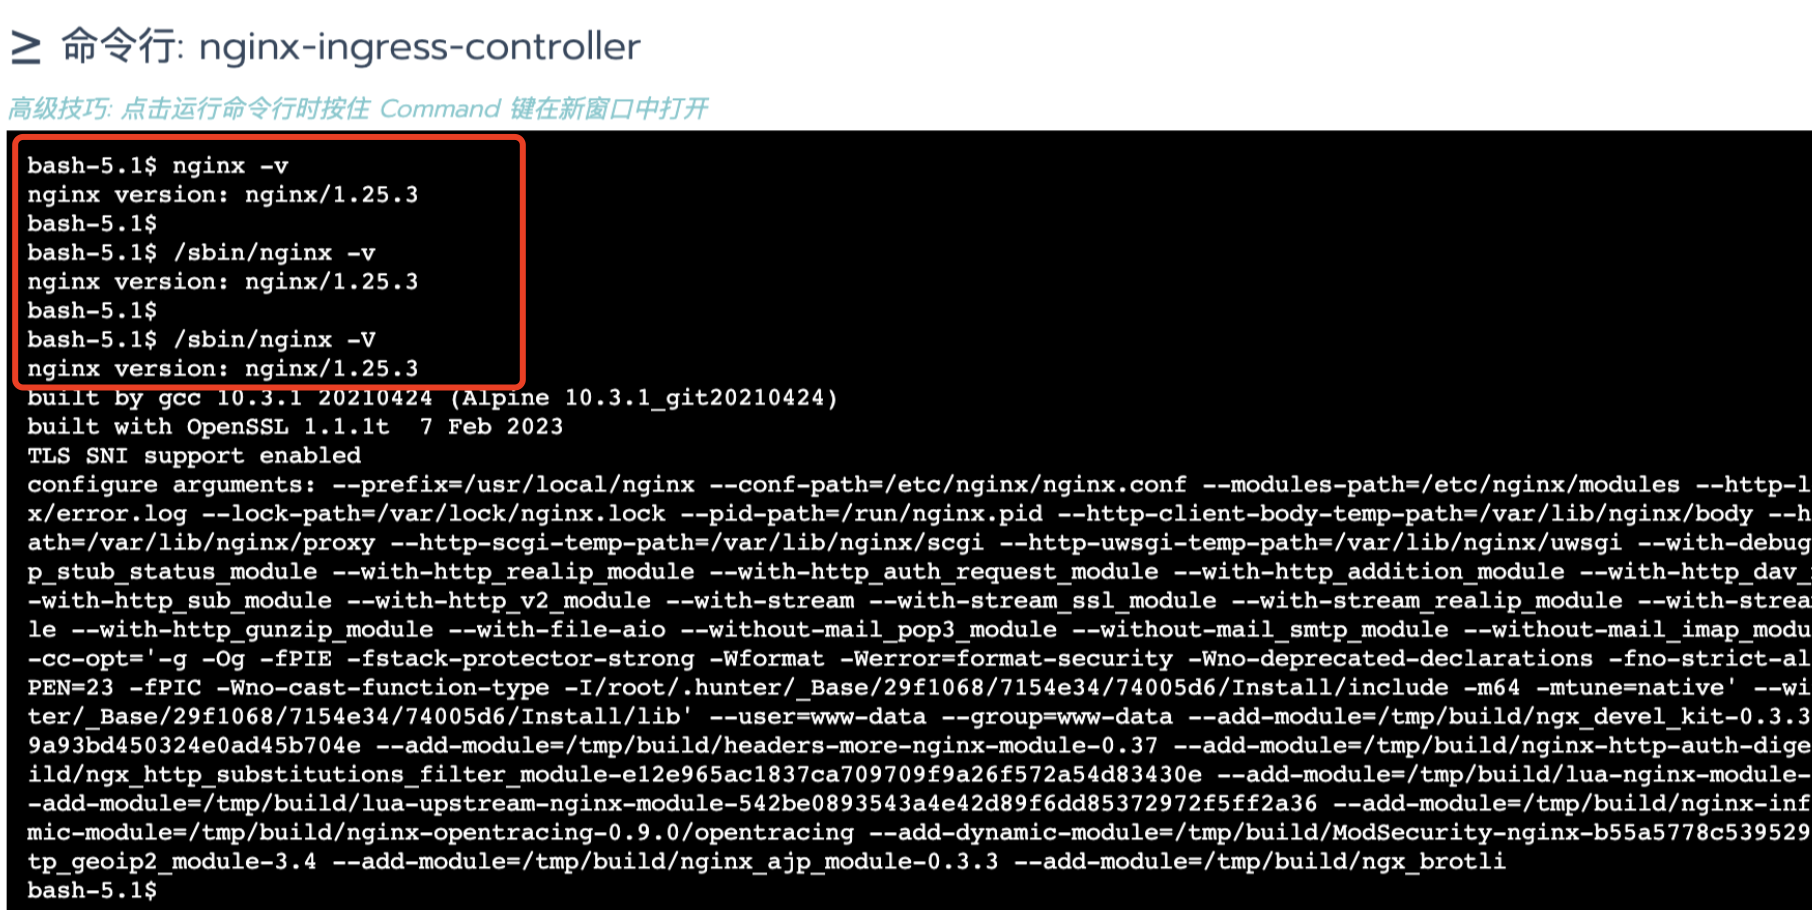 ≥ 命令行: nginx-ingress-controller
高级技巧: 点击运行命令行时按住 Command 键在新窗口中打开
bash-5.1$ nginx -v
nginx version: nginx/1.25.3
bash-5.1$
bash-5.1$ /sbin/nginx -v
nginx version: nginx/1.25.3
bash-5.1$
bash-5.1$ /sbin/nginx -V
nginx version: nginx/1.25.3
built by gcc 10.3.1 20210424 (Alpine 10.3.1_git20210424)
built with OpenSSL 1.1.1t  7 Feb 2023
TLS SNI support enabled
configure arguments: --prefix=/usr/local/nginx --conf-path=/etc/nginx/nginx.conf --modules-path=/etc/nginx/modules --http-l
x/error.log --lock-path=/var/lock/nginx.lock --pid-path=/run/nginx.pid --http-client-body-temp-path=/var/lib/nginx/body --h
ath=/var/lib/nginx/proxy --http-scgi-temp-path=/var/lib/nginx/scgi --http-uwsgi-temp-path=/var/lib/nginx/uwsgi --with-debug
p_stub_status_module --with-http_realip_module --with-http_auth_request_module --with-http_addition_module --with-http_dav_
-with-http_sub_module --with-http_v2_module --with-stream --with-stream_ssl_module --with-stream_realip_module --with-strea
le --with-http_gunzip_module --with-file-aio --without-mail_pop3_module --without-mail_smtp_module --without-mail_imap_modu
-cc-opt='-g -Og -fPIE -fstack-protector-strong -Wformat -Werror=format-security -Wno-deprecated-declarations -fno-strict-al
PEN=23 -fPIC -Wno-cast-function-type -I/root/.hunter/_Base/29f1068/7154e34/74005d6/Install/include -m64 -mtune=native' --wi
ter/_Base/29f1068/7154e34/74005d6/Install/lib' --user=www-data --group=www-data --add-module=/tmp/build/ngx_devel_kit-0.3.3
9a93bd450324e0ad45b704e --add-module=/tmp/build/headers-more-nginx-module-0.37 --add-module=/tmp/build/nginx-http-auth-dige
ild/ngx_http_substitutions_filter_module-e12e965ac1837ca709709f9a26f572a54d83430e --add-module=/tmp/build/lua-nginx-module-
-add-module=/tmp/build/lua-upstream-nginx-module-542be0893543a4e42d89f6dd85372972f5ff2a36 --add-module=/tmp/build/nginx-inf
mic-module=/tmp/build/nginx-opentracing-0.9.0/opentracing --add-dynamic-module=/tmp/build/ModSecurity-nginx-b55a5778c539529
tp_geoip2_module-3.4 --add-module=/tmp/build/nginx_ajp_module-0.3.3 --add-module=/tmp/build/ngx_brotli
bash-5.1$